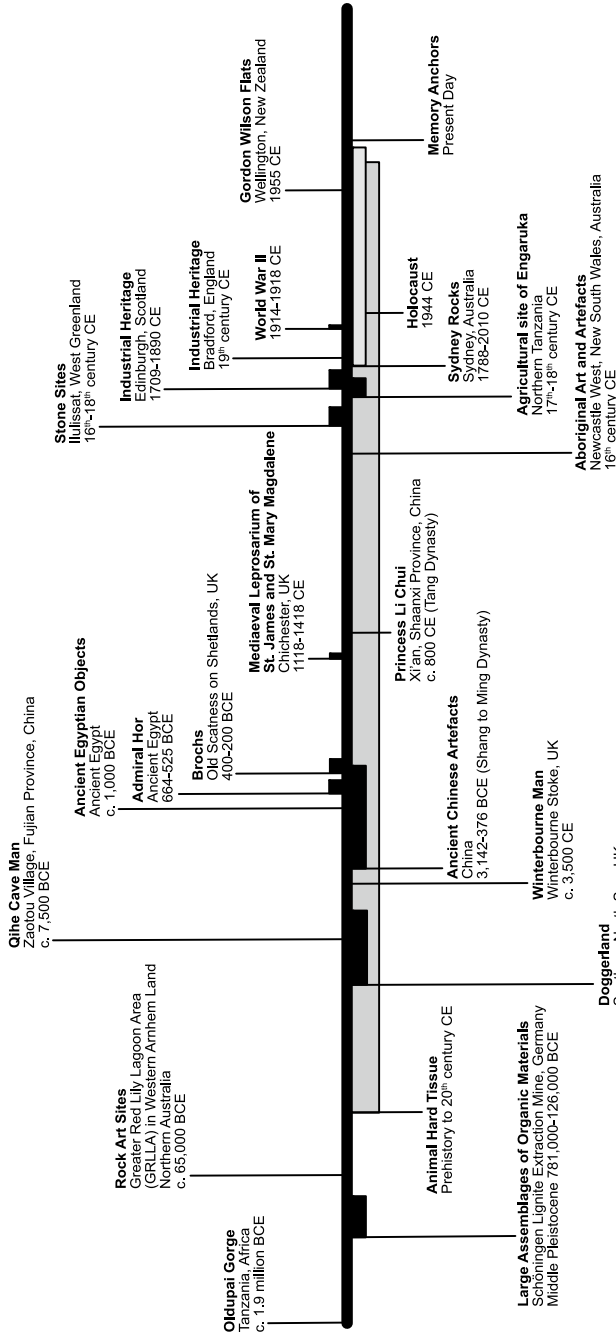 Oldupai Gorge
Tanzania, Africa
c. 1.9 million BCE
Rock Art Sites
Greater Red Lily Lagoon Area
(GRLLA) in Western Arnhem Land
Northern Australia
c. 65,000 BCE
Qihe Cave Man
Zaotou Village, Fujian Province, China
c. 7,500 BCE
Ancient Egyptian Objects
Ancient Egypt
c. 1,000 BCE
Admiral Hor
Ancient Egypt
664-525 BCE
Brochs
Old Scatness on Shetlands, UK
400-200 BCE
Mediaeval Leprosarium of
St. James and St. Mary Magdalene
Chichester, UK
1118-1418 CE
Stone Sites
Ilulissat, West Greenland
16th-18th century CE
Industrial Heritage
Edinburgh, Scotland
1709-1890 CE
Industrial Heritage
Bradford, England
19th century CE
World War II
1914-1918 CE
Gordon Wilson Flats
Wellington, New Zealand
1955 CE
Large Assemblages of Organic Materials
Schöningen Lignite Extraction Mine, Germany
Middle Pleistocene 781,000-126,000 BCE
Animal Hard Tissue
Prehistory to 20th century CE
Doggerland
Winterbourne Man
Winterbourne Stoke, UK
c. 3,500 CE
Ancient Chinese Artefacts
China
3,142-376 BCE (Shang to Ming Dynasty)
Princess Li Chui
Xi'an, Shaanxi Province, China
c. 800 CE (Tang Dynasty)
Aboriginal Art and Artefacts
Newcastle West, New South Wales, Australia
16th century CE
Agricultural site of Engaruka
Northern Tanzania
17th-18th century CE
Sydney Rocks
Sydney, Australia
1788-2010 CE
Holocaust
1944 CE
Memory Anchors
Present Day